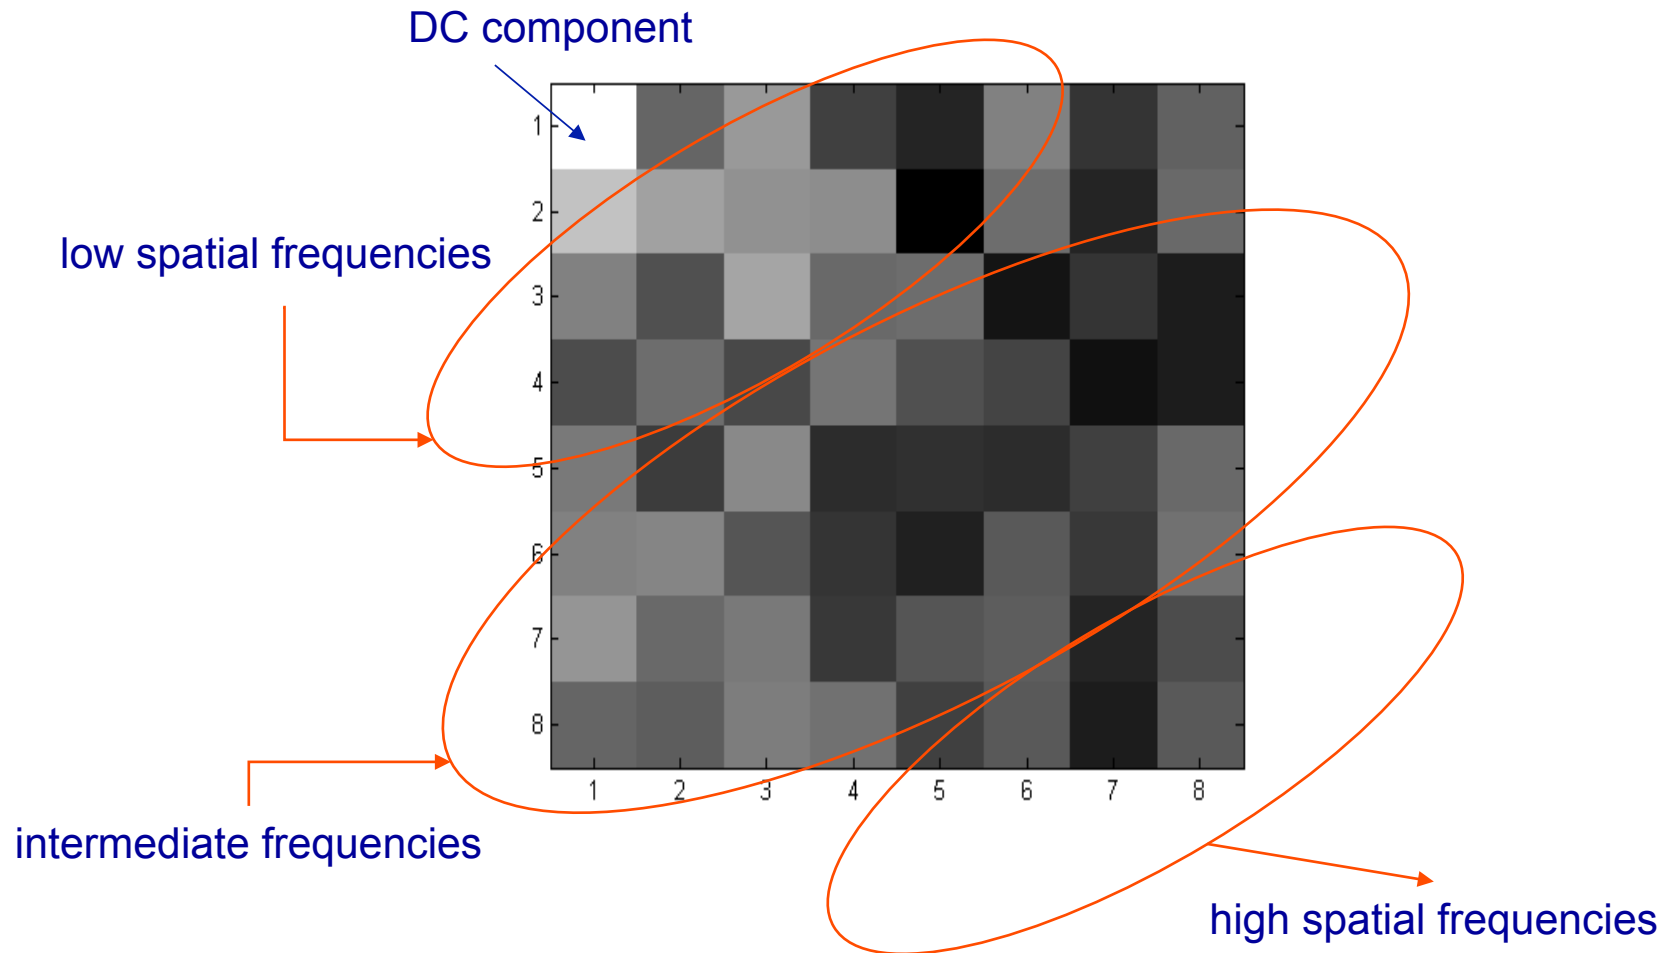 DC component
1
2
low spatial frequencies
3
4
5
6
7
8
1 2 3 4 5 6 7 8
intermediate frequencies
high spatial frequencies